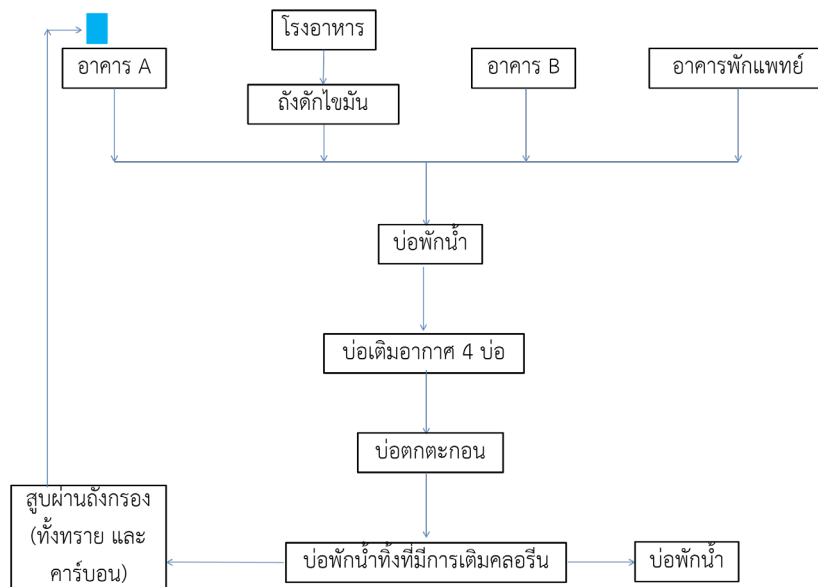 โรงอาหาร
อาคาร A
อาคาร B
อาคารพักแพทย์
ถังดักไขมัน
บ่อพักน้ำ
บ่อเติมอากาศ 4 บ่อ
บ่อตกตะกอน
สูบผ่านถังกรอง
(ทั้งทราย และ
คาร์บอน)
บ่อพักน้ำทิ้งที่มีการเติมคลอรีน
บ่อพักน้ำ